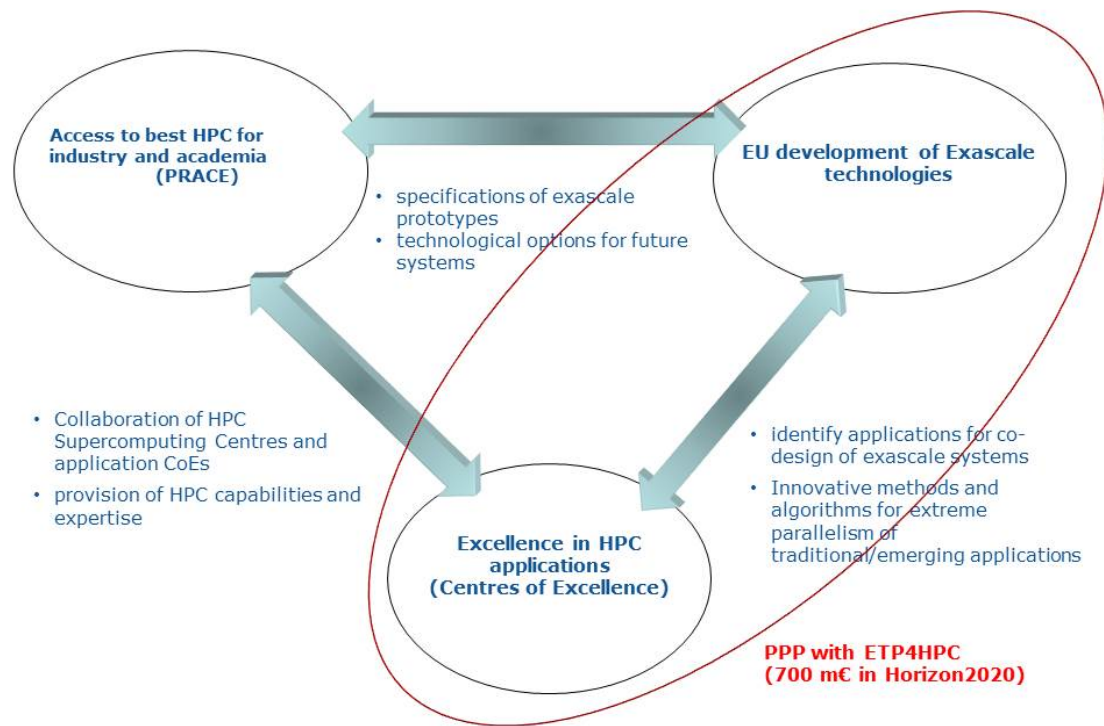 Access to best HPC for
industry and academia
(PRACE)
EU development of Exascale
technologies
• specifications of exascale
prototypes
• technological options for future
systems
• Collaboration of HPC
Supercomputing Centres and
application CoEs
• provision of HPC capabilities and
expertise
• identify applications for co-
design of exascale systems
• Innovative methods and
algorithms for extreme
parallelism of
traditional/emerging applications
Excellence in HPC
applications
(Centres of Excellence)
PPP with ETP4HPC
(700 m€ in Horizon2020)